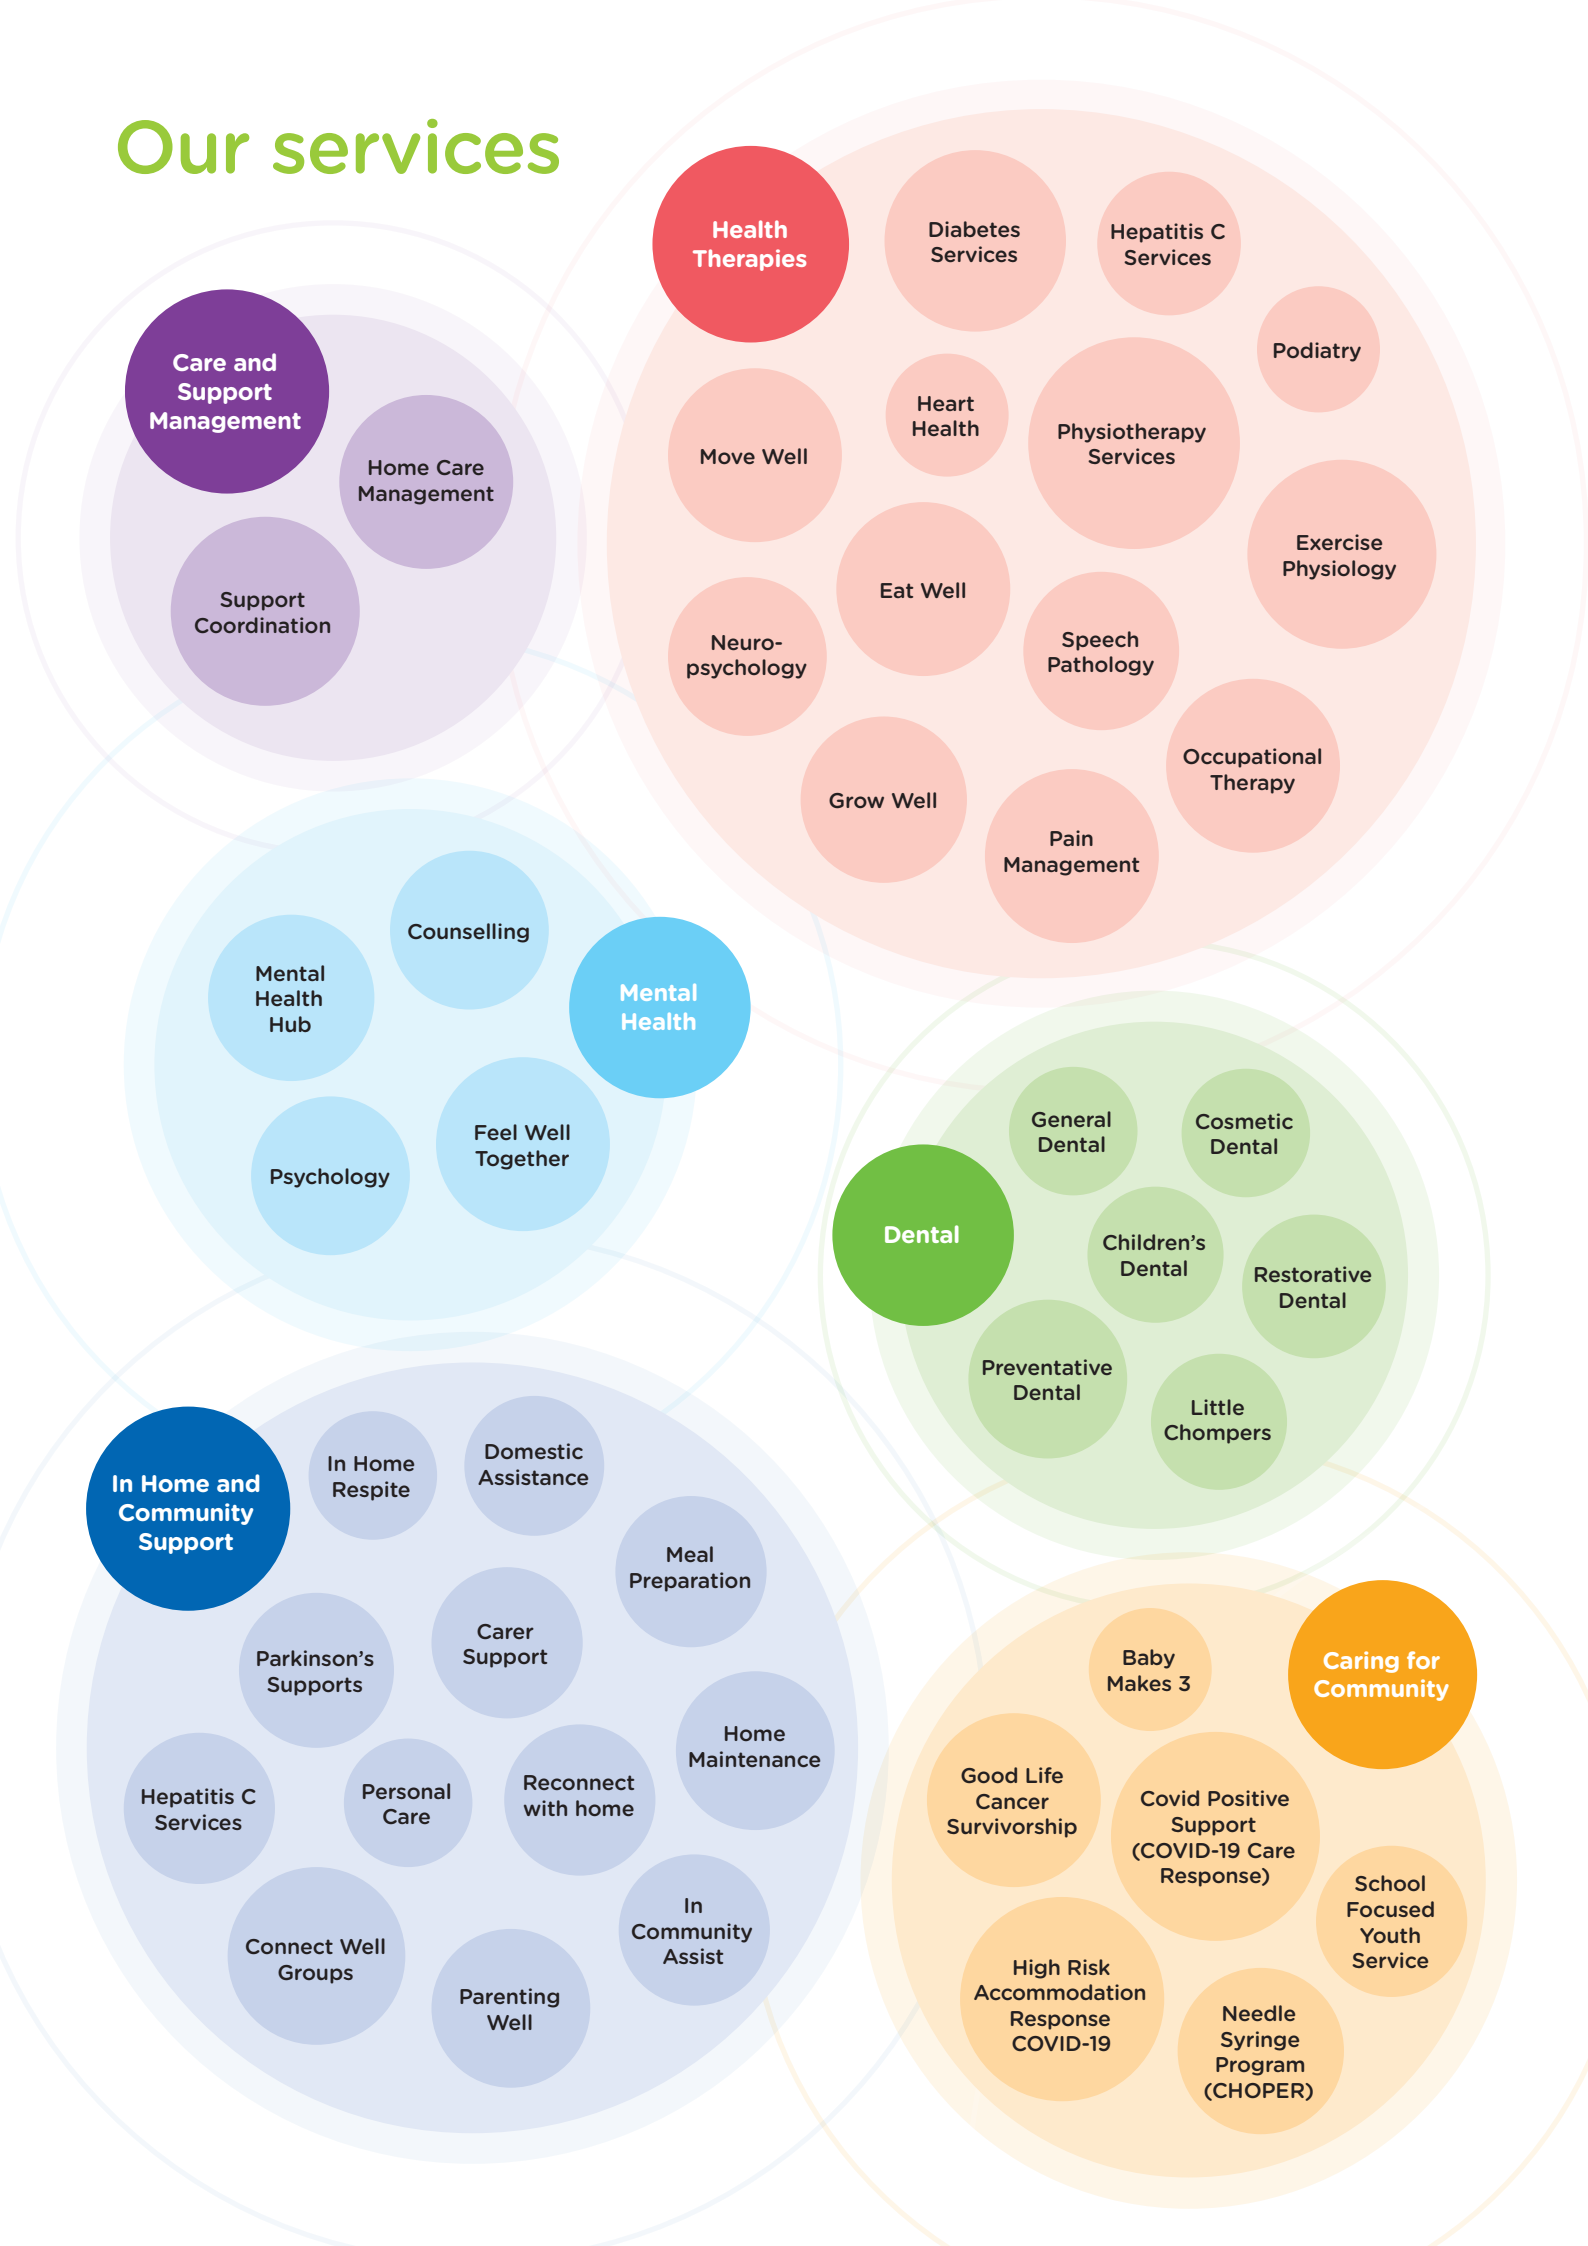 Our services
Care and
Support
Management
Home Care
Management
Support
Coordination
Health
Therapies
Diabetes
Services
Hepatitis C
Services
Podiatry
Move Well
Heart
Health
Physiotherapy
Services
Exercise
Physiology
Eat Well
Neuro-
psychology
Speech
Pathology
Occupational
Therapy
Grow Well
Pain
Management
Mental
Health
Counselling
Mental
Health
Hub
Feel Well
Together
Psychology
Dental
General
Dental
Cosmetic
Dental
Children's
Dental
Restorative
Dental
Preventative
Dental
Little
Chompers
In Home and
Community
Support
In Home
Respite
Domestic
Assistance
Meal
Preparation
Carer
Support
Parkinson's
Supports
Home
Maintenance
Hepatitis C
Services
Personal
Care
Reconnect
with home
In
Community
Assist
Connect Well
Groups
Parenting
Well
Caring for
Community
Baby
Makes 3
Good Life
Cancer
Survivorship
Covid Positive
Support
(COVID-19 Care
Response)
School
Focused
Youth
Service
High Risk
Accommodation
Response
COVID-19
Needle
Syringe
Program
(CHOPER)